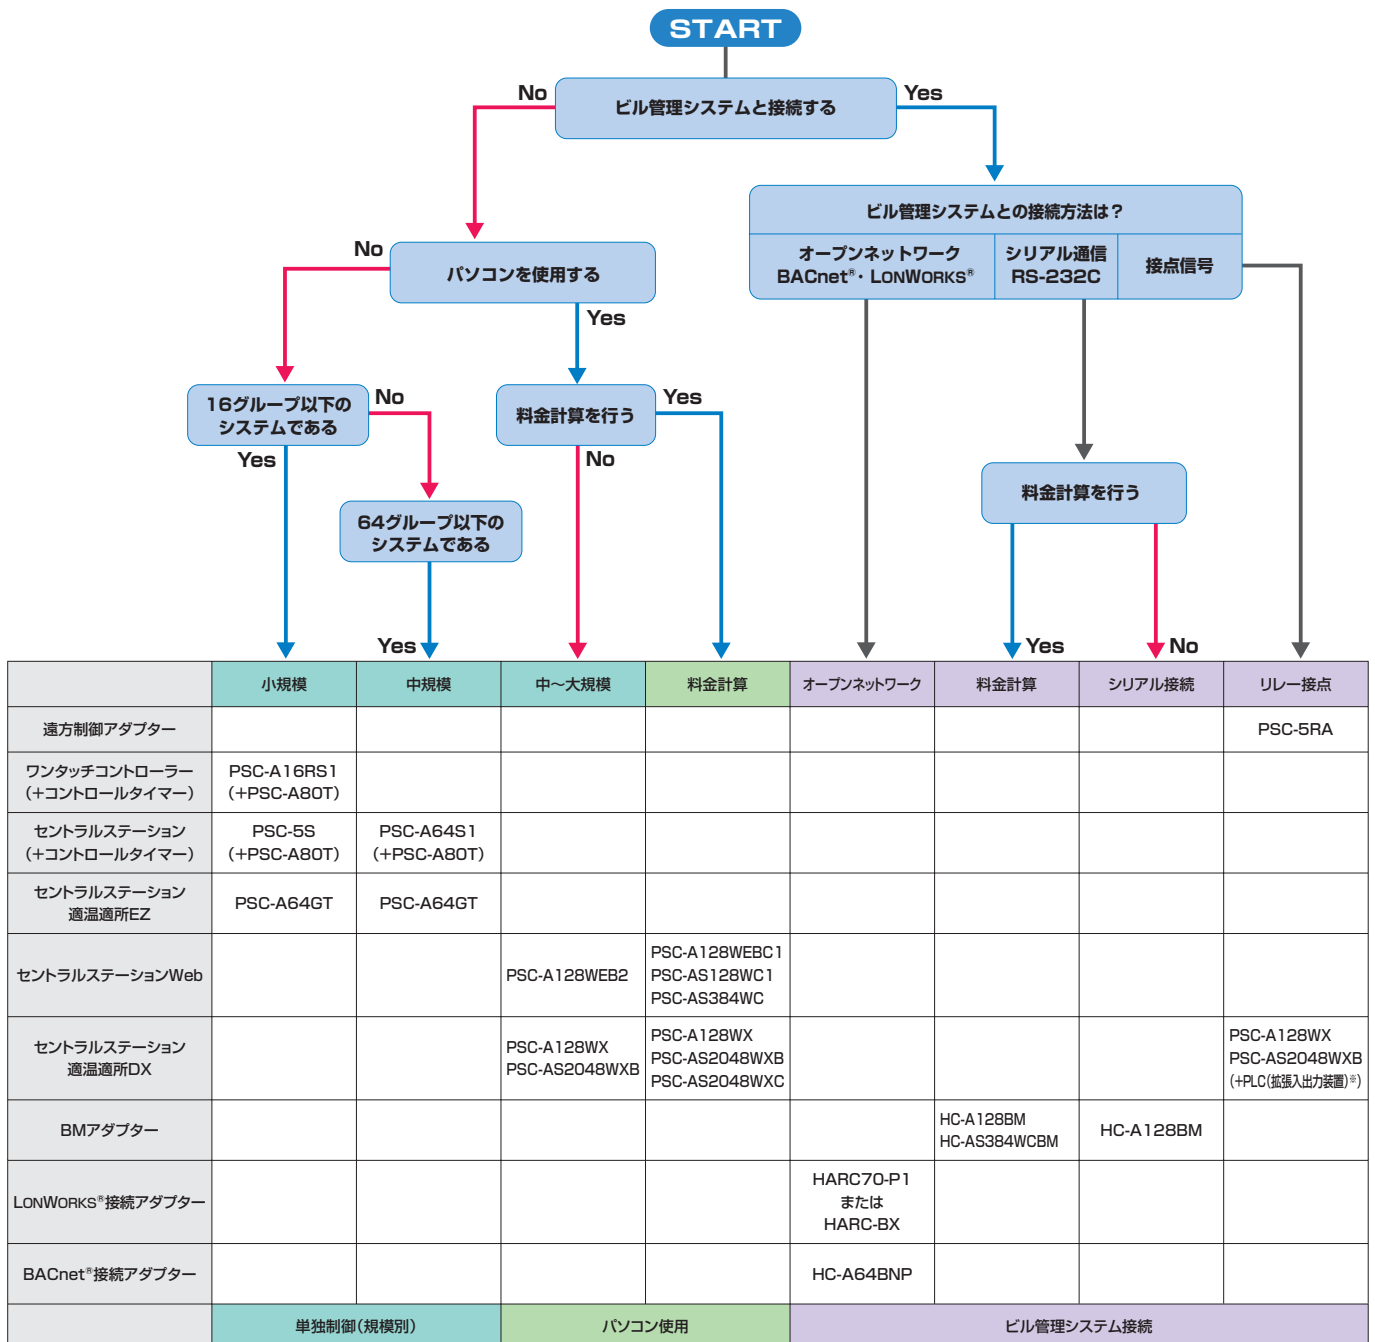 START
No
ビル管理システムと接続する
Yes
ビル管理システムとの接続方法は？
オープンネットワーク
BACnet®・LONWORKS®
シリアル通信
RS-232C
接点信号
No
パソコンを使用する
Yes
16グループ以下の
システムである
No
Yes
料金計算を行う
Yes
No
料金計算を行う
64グループ以下の
システムである
Yes
Yes
No
小規模
中規模
中～大規模
料金計算
オープンネットワーク
料金計算
シリアル接続
リレー接点
遠方制御アダプター
PSC-5RA
ワンタッチコントローラー
（+コントロールタイマー）
PSC-A16RS1
（+PSC-A80T）
セントラルステーション
（+コントロールタイマー）
PSC-5S
（+PSC-A80T）
PSC-A64S1
（+PSC-A80T）
セントラルステーション
適温適所EZ
PSC-A64GT
PSC-A64GT
セントラルステーションWeb
PSC-A128WEB2
PSC-A128WEBC1
PSC-AS128WC1
PSC-AS384WC
セントラルステーション
適温適所DX
PSC-A128WX
PSC-AS2048WXB
PSC-A128WX
PSC-AS2048WXB
PSC-AS2048WXC
PSC-A128WX
PSC-AS2048WXB
（+PLC（拡張入出力装置）※）
BMアダプター
HC-A128BM
HC-AS384WCBM
HC-A128BM
LONWORKS®接続アダプター
HARC70-P1
または
HARC-BX
BACnet®接続アダプター
HC-A64BNP
単独制御（規模別）
パソコン使用
ビル管理システム接続